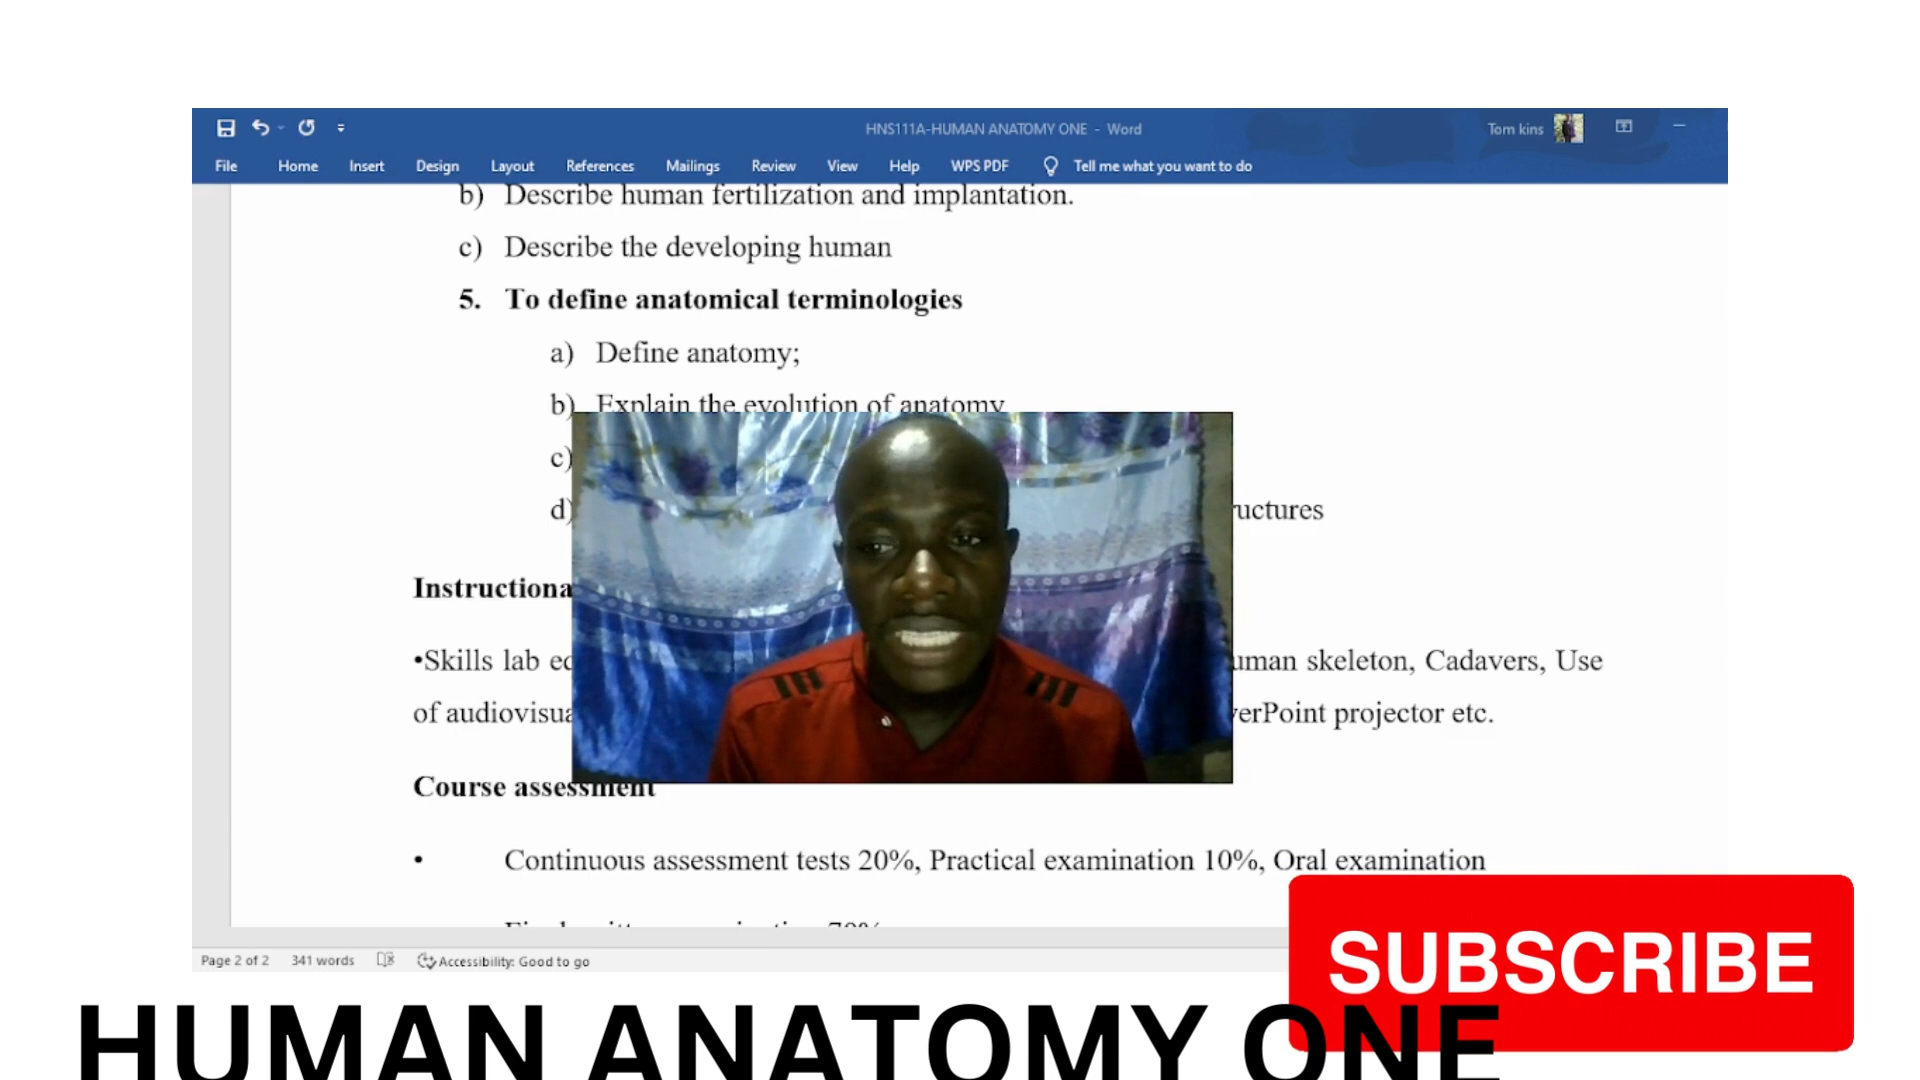 HNS111A-HUMAN ANATOMY ONE - Word
Tom kins
File Home Insert Design Layout References Mailings Review View Help WPS PDF Tell me what you want to do
b) Describe human fertilization and implantation.
c) Describe the developing human
5. To define anatomical terminologies
a) Define anatomy;
b) Explain the evolution of anatomy
c)
d) uctures
Instructiona
•Skills lab uman skeleton, Cadavers, Use
of audiovisua erPoint projector etc.
Course assessment
• Continuous assessment tests 20%, Practical examination 10%, Oral examination
Page 2 of 2 341 words Accessibility: Good to go
SUBSCRIBE
HUMAN ANATOMY ONE